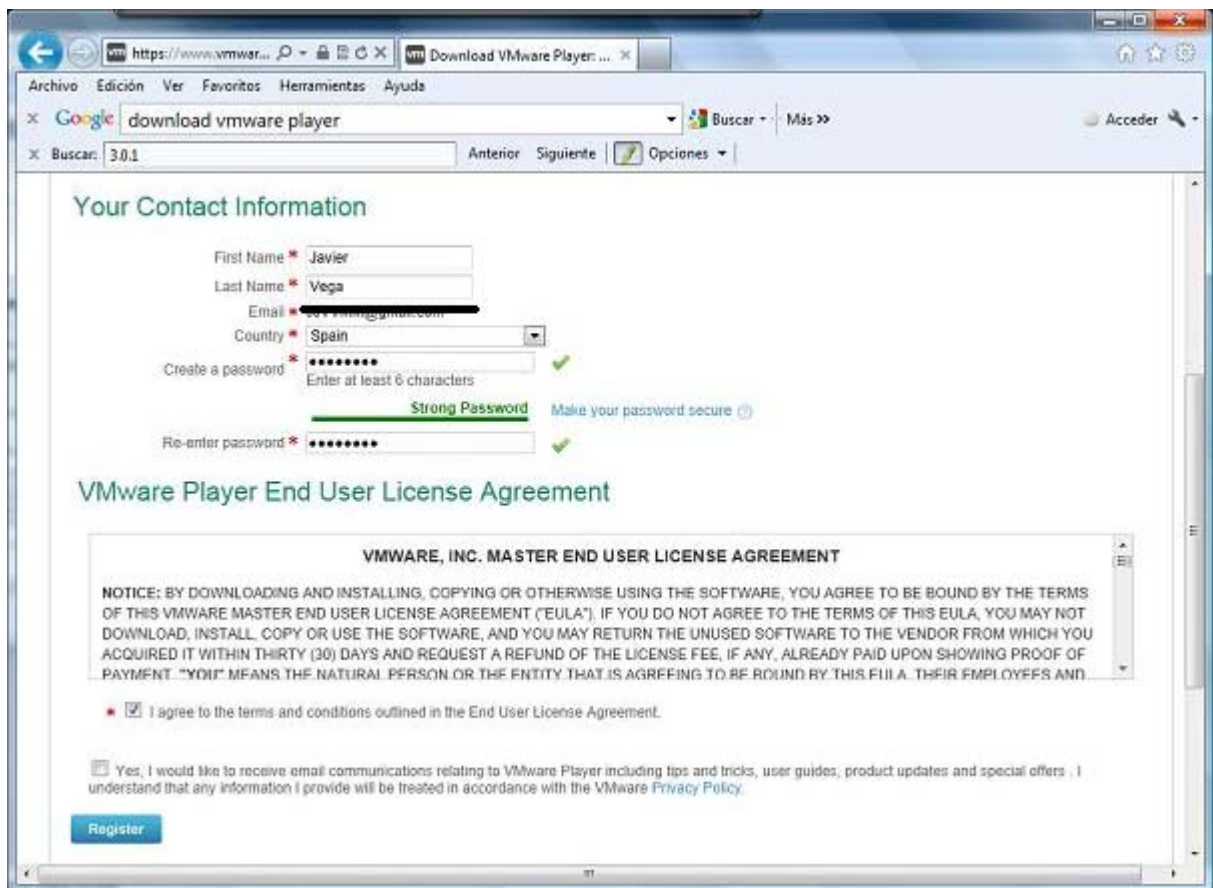 https://www.vmwar...
Download VMware Player: ...
Archivo Edición Ver Favoritos Herramientas Ayuda
Google download vmware player Buscar Más >> Acceder
Buscar: 3.0.1 Anterior Siguiente Opciones
Your Contact Information
First Name * Javier
Last Name * Vega
Email *
Country * Spain
Create a password * ••••••••
Enter at least 6 characters
Strong Password Make your password secure (?)
Re-enter password * ••••••••
VMware Player End User License Agreement
VMWARE, INC. MASTER END USER LICENSE AGREEMENT
NOTICE: BY DOWNLOADING AND INSTALLING, COPYING OR OTHERWISE USING THE SOFTWARE, YOU AGREE TO BE BOUND BY THE TERMS
OF THIS VMWARE MASTER END USER LICENSE AGREEMENT ("EULA"). IF YOU DO NOT AGREE TO THE TERMS OF THIS EULA, YOU MAY NOT
DOWNLOAD, INSTALL, COPY OR USE THE SOFTWARE, AND YOU MAY RETURN THE UNUSED SOFTWARE TO THE VENDOR FROM WHICH YOU
ACQUIRED IT WITHIN THIRTY (30) DAYS AND REQUEST A REFUND OF THE LICENSE FEE, IF ANY, ALREADY PAID UPON SHOWING PROOF OF
PAYMENT. "YOU" MEANS THE NATURAL PERSON OR THE ENTITY THAT IS AGREEING TO BE BOUND BY THIS EULA, THEIR EMPLOYEES AND
* I agree to the terms and conditions outlined in the End User License Agreement.
Yes, I would like to receive email communications relating to VMware Player including tips and tricks, user guides, product updates and special offers . I
understand that any information I provide will be treated in accordance with the VMware Privacy Policy.
Register